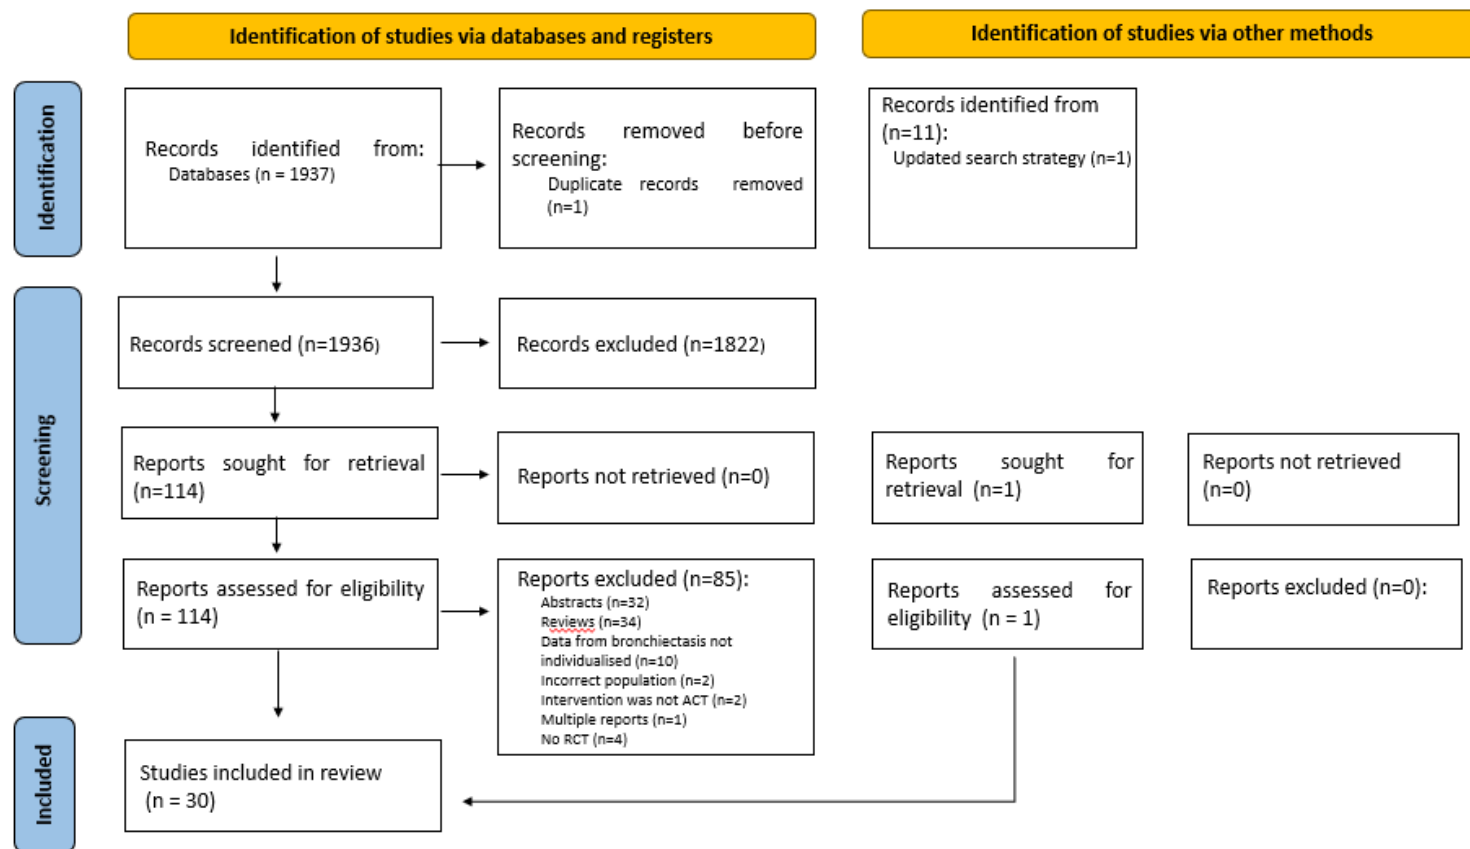 Identification of studies via databases and registers
Identification of studies via other methods
Identification
Records identified from:
Databases (n = 1937)
Records removed before
screening:
Duplicate records removed
(n=1)
Records identified from
(n=11):
Updated search strategy (n=1)
Screening
Records screened (n=1936)
Records excluded (n=1822)
Reports sought for retrieval
(n=114)
Reports not retrieved (n=0)
Reports sought for
retrieval (n=1)
Reports not retrieved
(n=0)
Reports assessed for eligibility
(n = 114)
Reports excluded (n=85):
Abstracts (n=32)
Reviews (n=34)
Data from bronchiectasis not
individualised (n=10)
Incorrect population (n=2)
Intervention was not ACT (n=2)
Multiple reports (n=1)
No RCT (n=4)
Reports assessed for
eligibility (n = 1)
Reports excluded (n=0):
Included
Studies included in review
(n = 30)